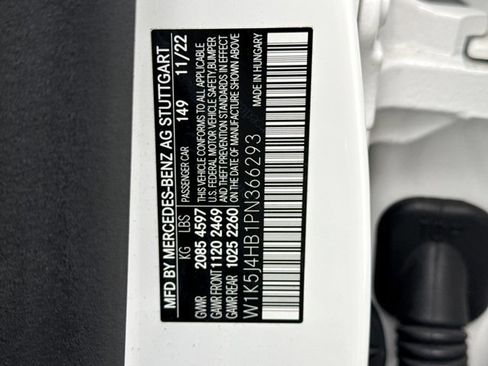 MFD BY MERCEDES-BENZ AG STUTTGART
KG LBS PASSENGER CAR 149 11/22
GVWR 2085 4597 THIS VEHICLE CONFORMS TO ALL APPLICABLE
GAWR FRONT 1120 2469 U.S. FEDERAL MOTOR VEHICLE SAFETY, BUMPER
GAWR REAR 1025 2260 AND THEFT PREVENTION STANDARDS IN EFFECT
ON THE DATE OF MANUFACTURE SHOWN ABOVE
W1K5J4HB1PN366293 MADE IN HUNGARY